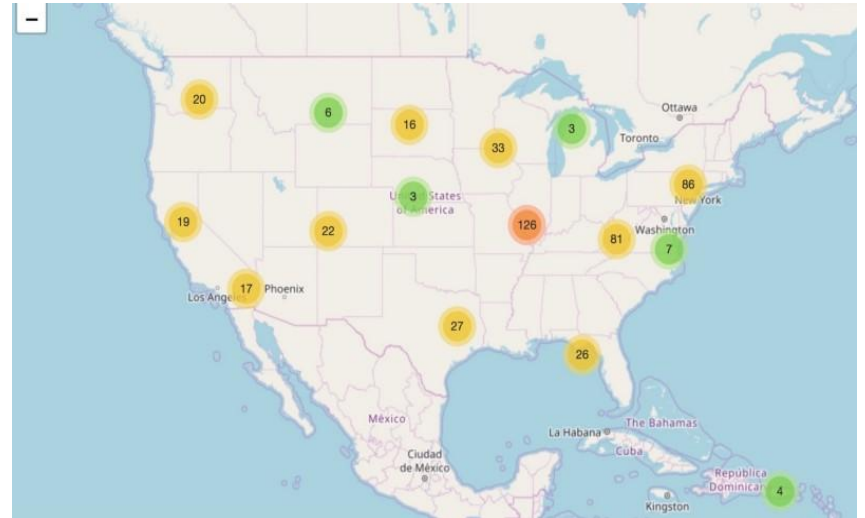 −
Ottawa
20
6
16
3
Toronto
33
86
New York
3
United States
of America
19
22
126
81
Washington
7
17
Los Angeles
Phoenix
27
26
México
The Bahamas
La Habana
Cuba
Ciudad
de México
República
Dominicana
4
Kingston